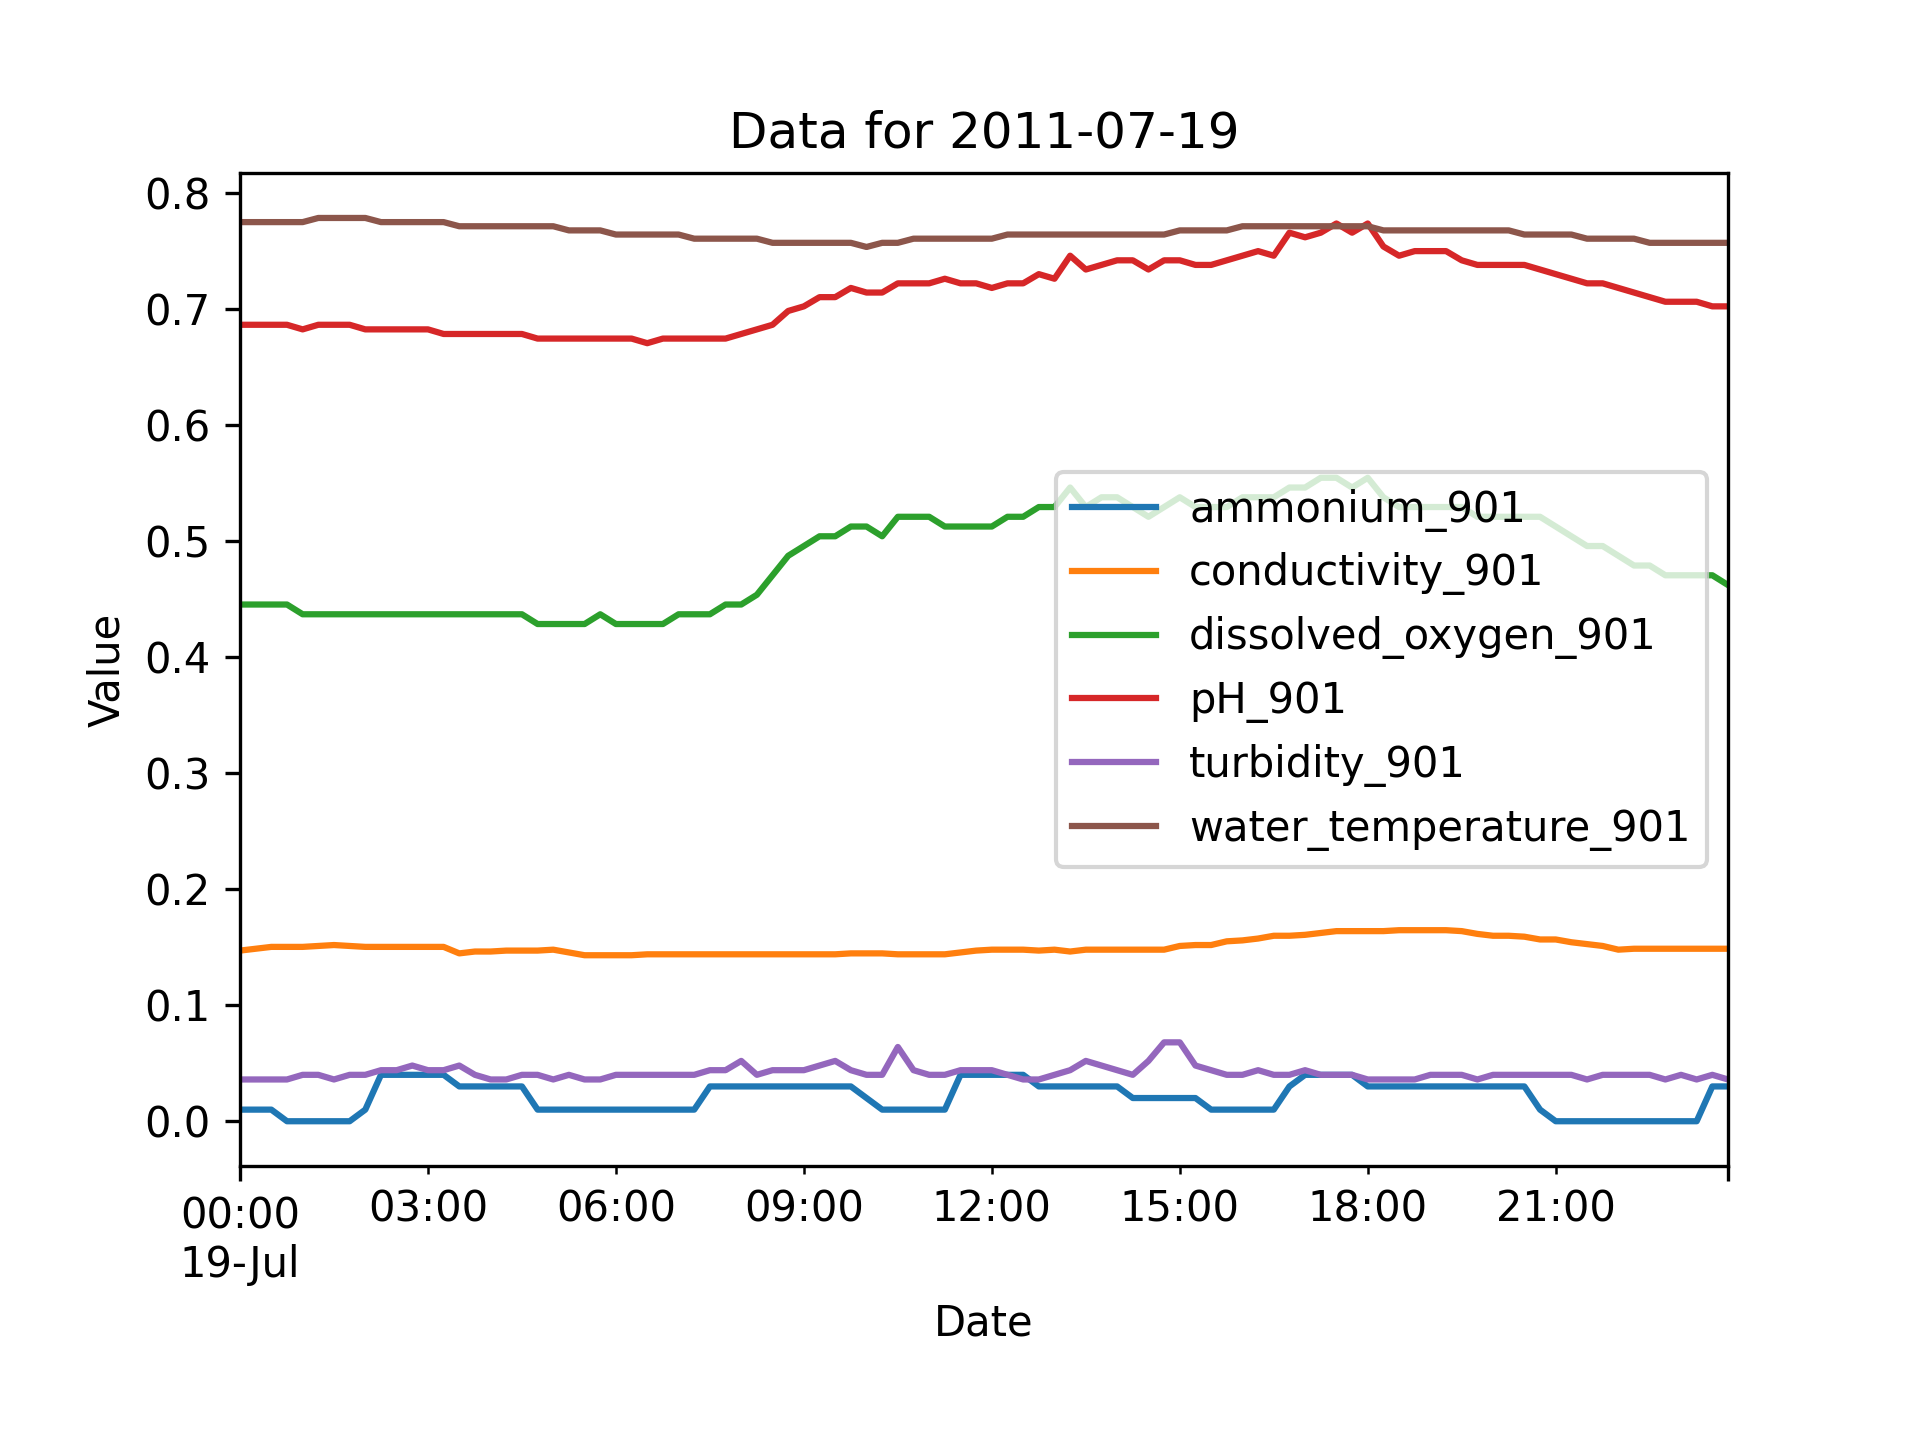 Data for 2011-07-19
0.8
0.7
0.6
0.5
0.4
0.3
0.2
0.1
0.0
Value
ammonium_901
conductivity_901
dissolved_oxygen_901
pH_901
turbidity_901
water_temperature_901
00:00 03:00 06:00 09:00 12:00 15:00 18:00 21:00
19-Jul
Date